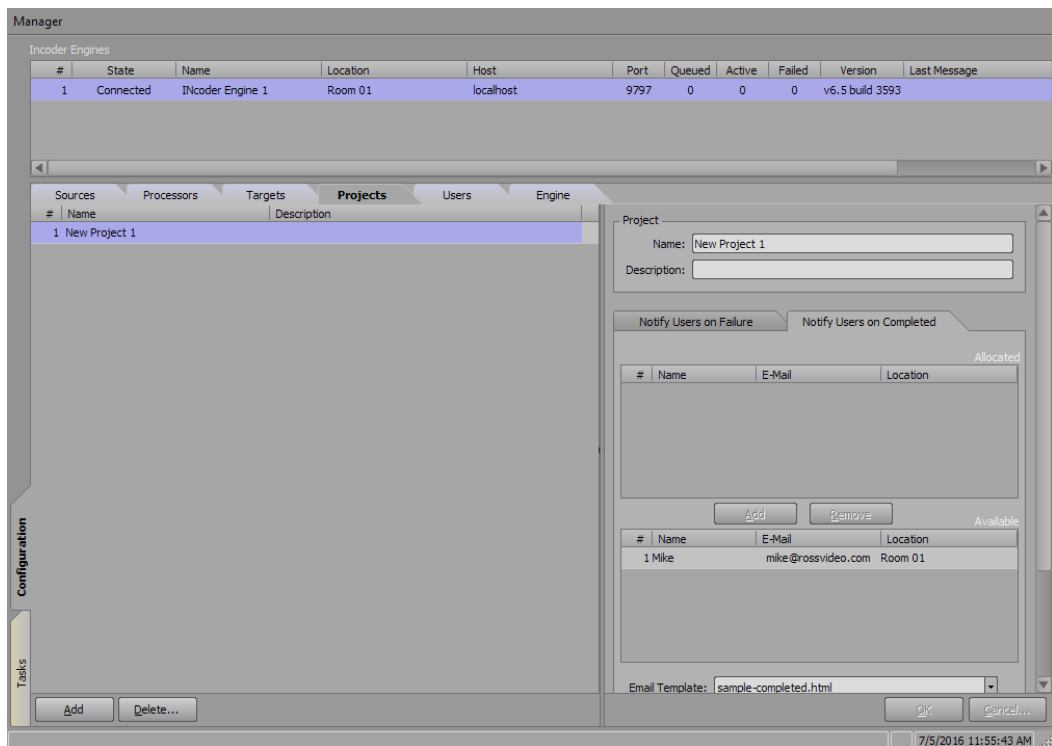 Manager
Incoder Engines
# State Name Location Host Port Queued Active Failed Version Last Message
1 Connected INcoder Engine 1 Room 01 localhost 9797 0 0 0 v6.5 build 3593
Sources Processors Targets Projects Users Engine
# Name Description
1 New Project 1
Project
Name: New Project 1
Description:
Notify Users on Failure Notify Users on Completed
Allocated
# Name E-Mail Location
Add Remove
Available
# Name E-Mail Location
1 Mike mike@rossvideo.com Room 01
Email Template: sample-completed.html
Configuration
Tasks
Add Delete... OK Cancel...
7/5/2016 11:55:43 AM